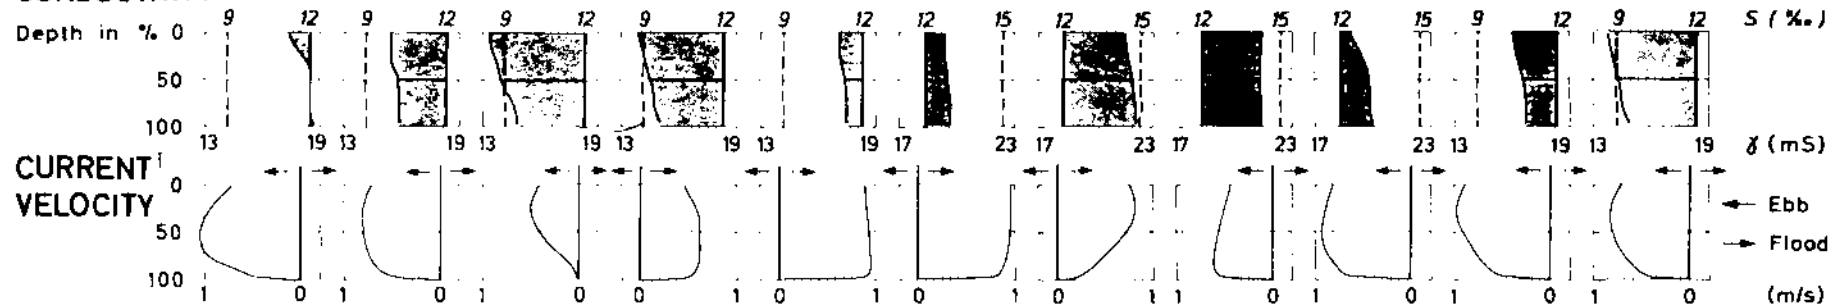 9 12 9 12 9 12 9 12 9 12 12 15 12 15 12 15 12 15 9 12 9 12 S (‰)
Depth in % 0
50
100
13 19 13 19 13 19 13 19 13 19 17 23 17 23 17 23 17 23 13 19 13 19 γ (mS)
CURRENT
VELOCITY
0
50
100
← Ebb
→ Flood
1 0 1 0 1 0 0 1 0 1 0 1 0 1 1 0 1 0 1 0 1 0 (m/s)